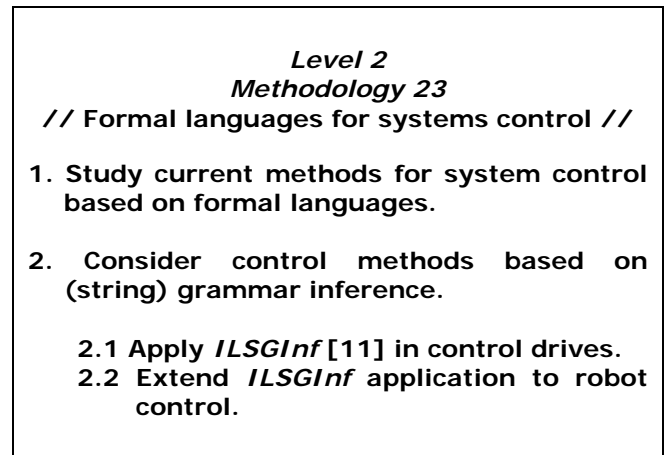 Level 2
Methodology 23
// Formal languages for systems control //
1. Study current methods for system control
based on formal languages.
2. Consider control methods based on
(string) grammar inference.
2.1 Apply ILSGInf [11] in control drives.
2.2 Extend ILSGInf application to robot
control.